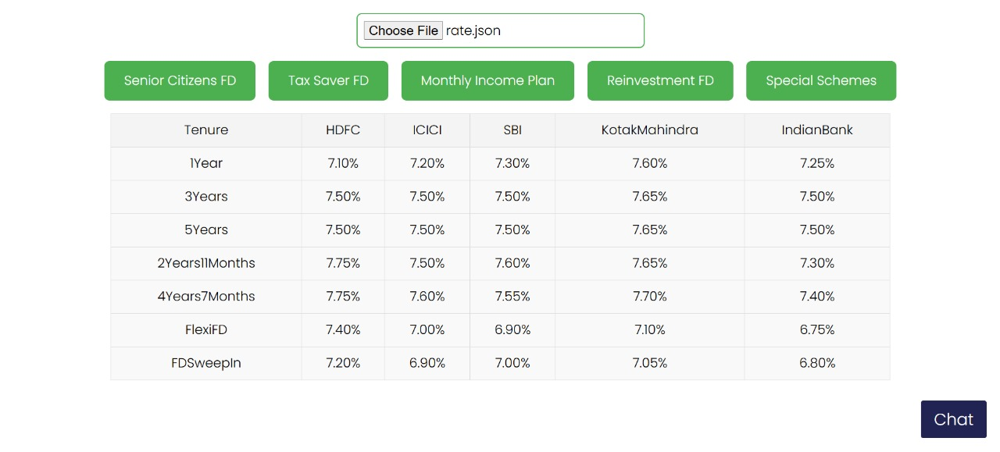 Choose File rate.json
Senior Citizens FD Tax Saver FD Monthly Income Plan Reinvestment FD Special Schemes
Tenure HDFC ICICI SBI KotakMahindra IndianBank
1Year 7.10% 7.20% 7.30% 7.60% 7.25%
3Years 7.50% 7.50% 7.50% 7.65% 7.50%
5Years 7.50% 7.50% 7.50% 7.65% 7.50%
2Years11Months 7.75% 7.50% 7.60% 7.65% 7.30%
4Years7Months 7.75% 7.60% 7.55% 7.70% 7.40%
FlexiFD 7.40% 7.00% 6.90% 7.10% 6.75%
FDSweepIn 7.20% 6.90% 7.00% 7.05% 6.80%
Chat